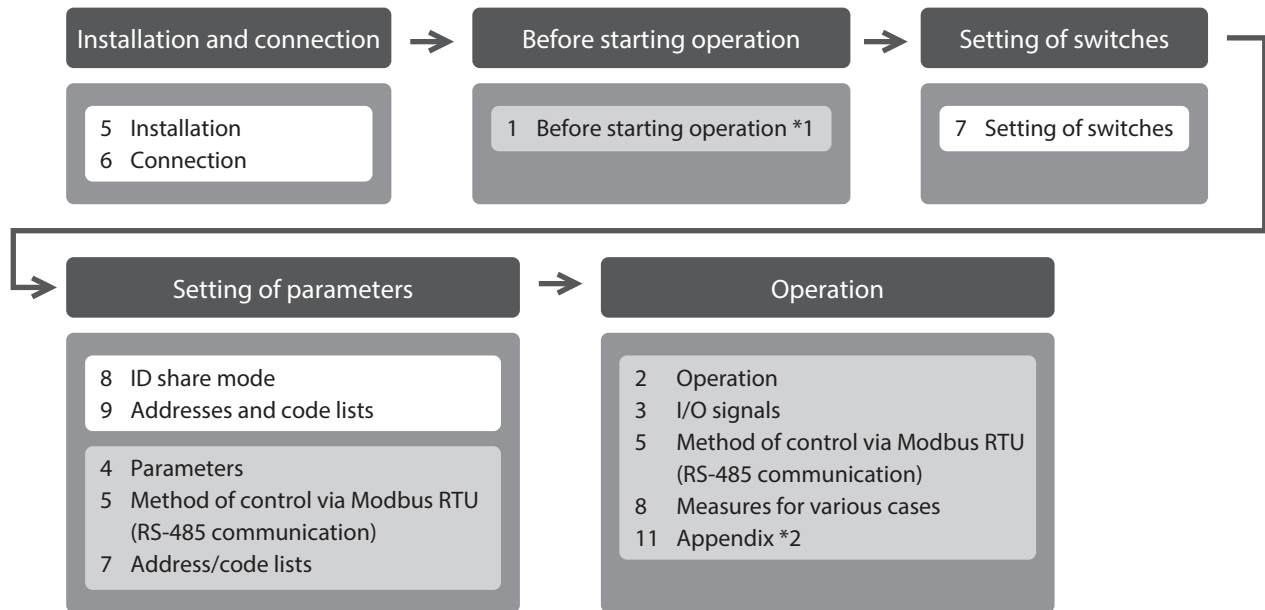 Installation and connection
Before starting operation
Setting of switches
5 Installation
6 Connection
1 Before starting operation *1
7 Setting of switches
Setting of parameters
Operation
8 ID share mode
9 Addresses and code lists
4 Parameters
5 Method of control via Modbus RTU
(RS-485 communication)
7 Address/code lists
2 Operation
3 I/O signals
5 Method of control via Modbus RTU
(RS-485 communication)
8 Measures for various cases
11 Appendix *2